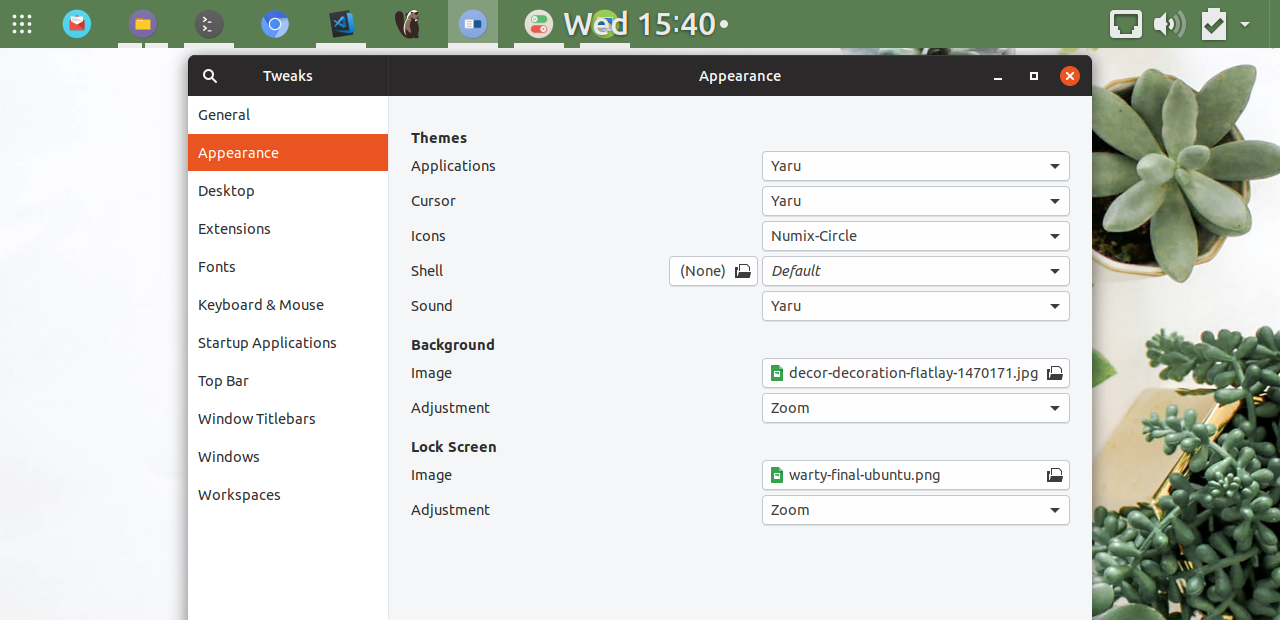 Wed 15:40
Tweaks
Appearance
General
Appearance
Desktop
Extensions
Fonts
Keyboard & Mouse
Startup Applications
Top Bar
Window Titlebars
Windows
Workspaces
Themes
Applications Yaru
Cursor Yaru
Icons Numix-Circle
Shell (None) Default
Sound Yaru
Background
Image decor-decoration-flatlay-1470171.jpg
Adjustment Zoom
Lock Screen
Image warty-final-ubuntu.png
Adjustment Zoom